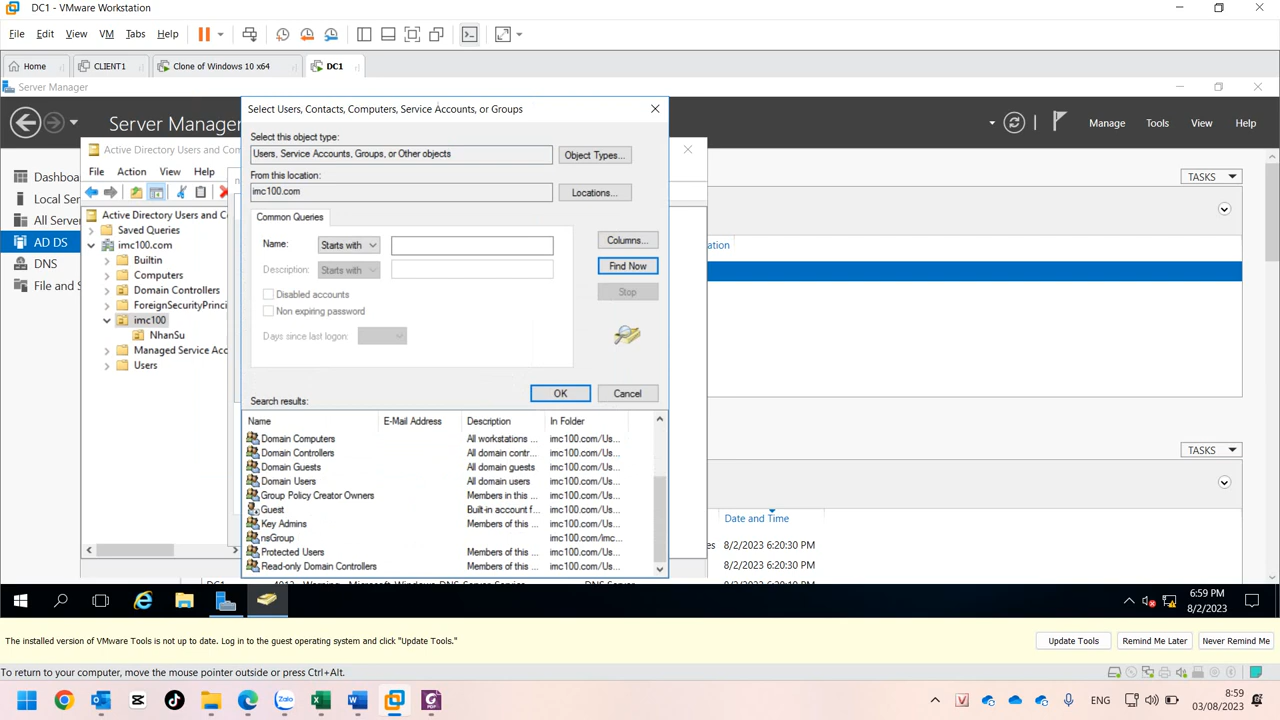 DC1 - VMware Workstation
File Edit View VM Tabs Help
Home CLIENT1 Clone of Windows 10 x64 DC1
Server Manager
Server Manager Manage Tools View Help
Select Users, Contacts, Computers, Service Accounts, or Groups
Select this object type:
Users, Service Accounts, Groups, or Other objects Object Types...
From this location:
imc100.com Locations...
Common Queries
Name: Starts with Columns...
Description: Starts with Find Now
Disabled accounts Stop
Non expiring password
Days since last logon:
OK Cancel
Search results:
Name E-Mail Address Description In Folder
Domain Computers All workstations ... imc100.com/Us...
Domain Controllers All domain contr... imc100.com/Us...
Domain Guests All domain guests imc100.com/Us...
Domain Users All domain users imc100.com/Us...
Group Policy Creator Owners Members in this ... imc100.com/Us...
Guest Built-in account f... imc100.com/Us...
Key Admins Members of this ... imc100.com/Us...
nsGroup imc100.com/imc...
Protected Users Members of this ... imc100.com/Us...
Read-only Domain Controllers Members of this ... imc100.com/Us...
Active Directory Users and Com
File Action View Help
Active Directory Users and C
Saved Queries
imc100.com
Builtin
Computers
Domain Controllers
ForeignSecurityPrinci
imc100
NhanSu
Managed Service Acc
Users
Dashboa
Local Ser
All Server
AD DS
DNS
File and S
TASKS
ation
TASKS
Date and Time
es 8/2/2023 6:20:30 PM
8/2/2023 6:20:30 PM
6:59 PM
8/2/2023
The installed version of VMware Tools is not up to date. Log in to the guest operating system and click "Update Tools."
Update Tools Remind Me Later Never Remind Me
To return to your computer, move the mouse pointer outside or press Ctrl+Alt.
Zalo
ENG
8:59
03/08/2023